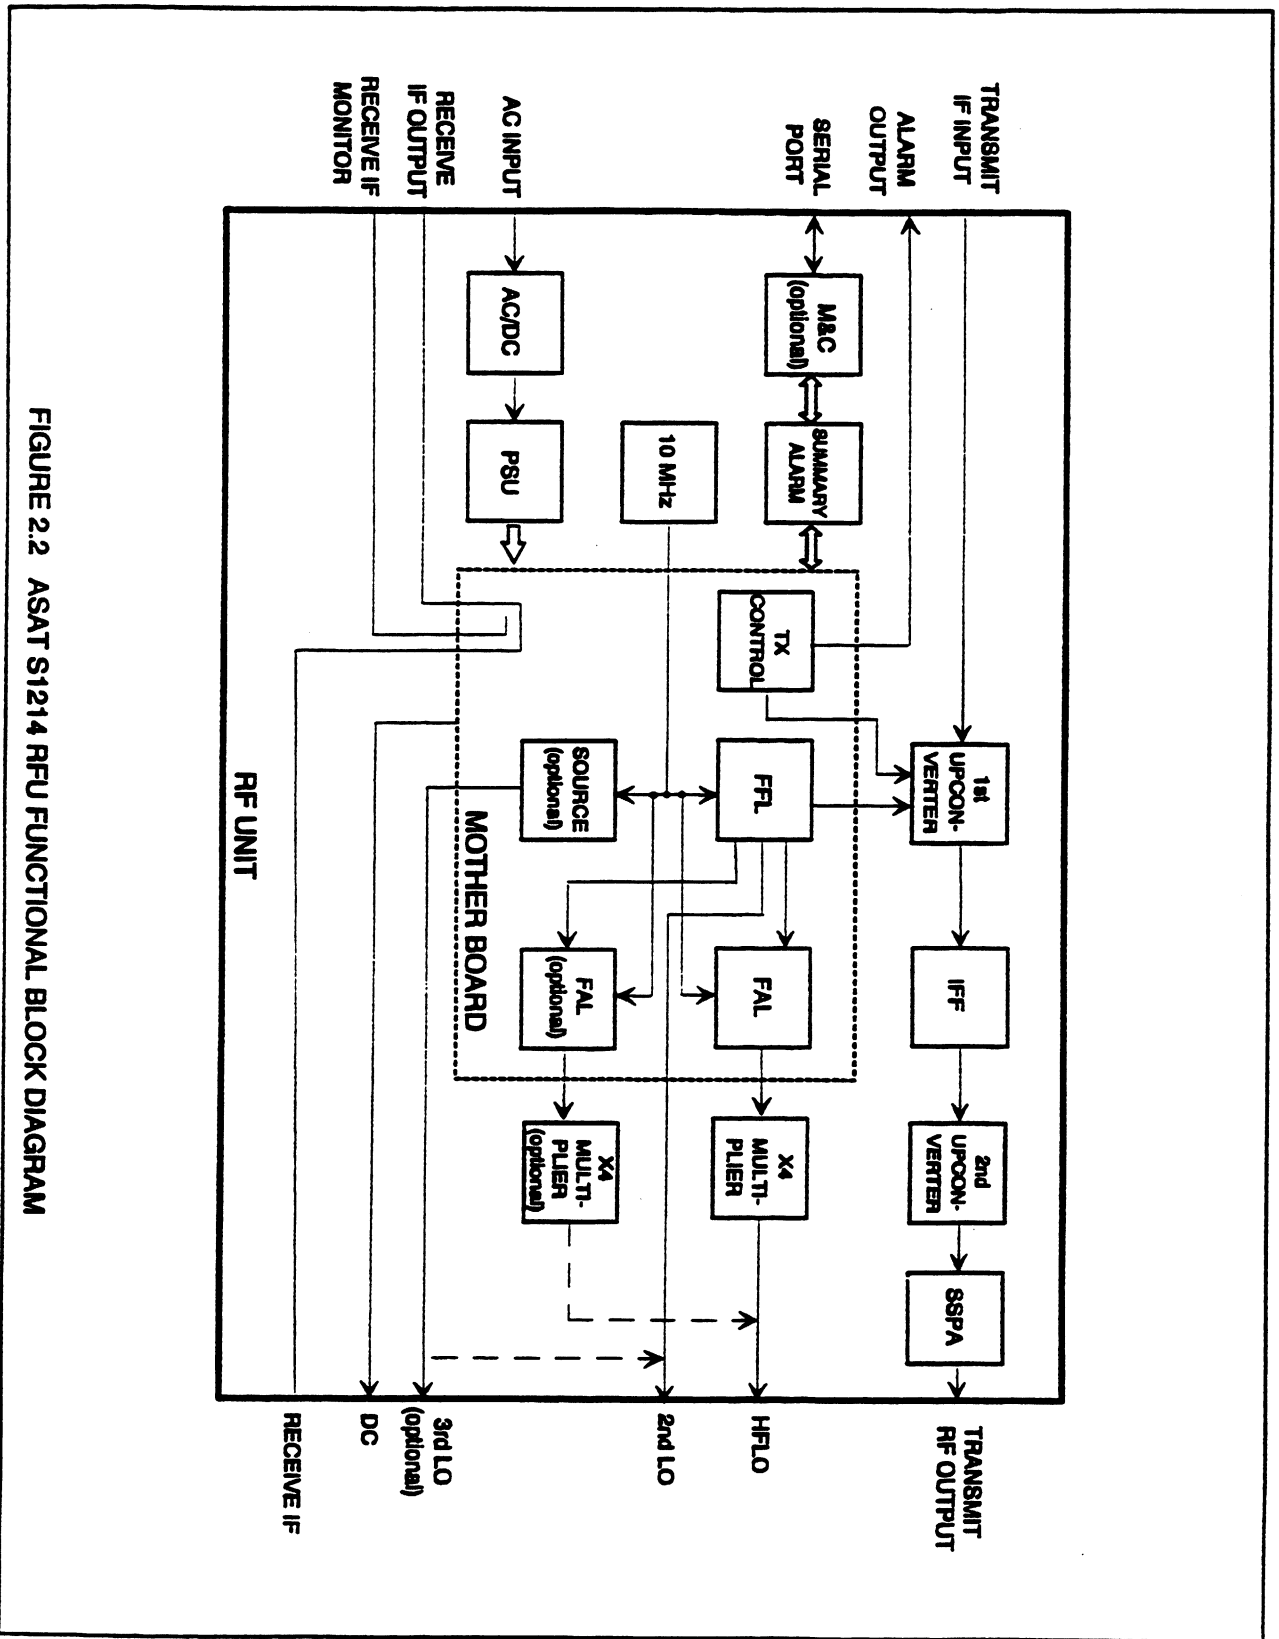 TRANSMIT
IF INPUT
ALARM
OUTPUT
SERIAL
PORT
AC INPUT
RECEIVE
IF OUTPUT
RECEIVE IF
MONITOR
1st
UPCON-
VERTER
IFF
2nd
UPCON-
VERTER
SSPA
TRANSMIT
RF OUTPUT
M&C
(optional)
SUMMARY
ALARM
TX
CONTROL
FFL
FAL
X4
MULTI-
PLIER
HFLO
10 MHz
2nd LO
AC/DC
PSU
SOURCE
(optional)
FAL
(optional)
X4
MULTI-
PLIER
(optional)
3rd LO
(optional)
MOTHER BOARD
DC
RECEIVE IF
RF UNIT
FIGURE 2.2 ASAT S1214 RFU FUNCTIONAL BLOCK DIAGRAM